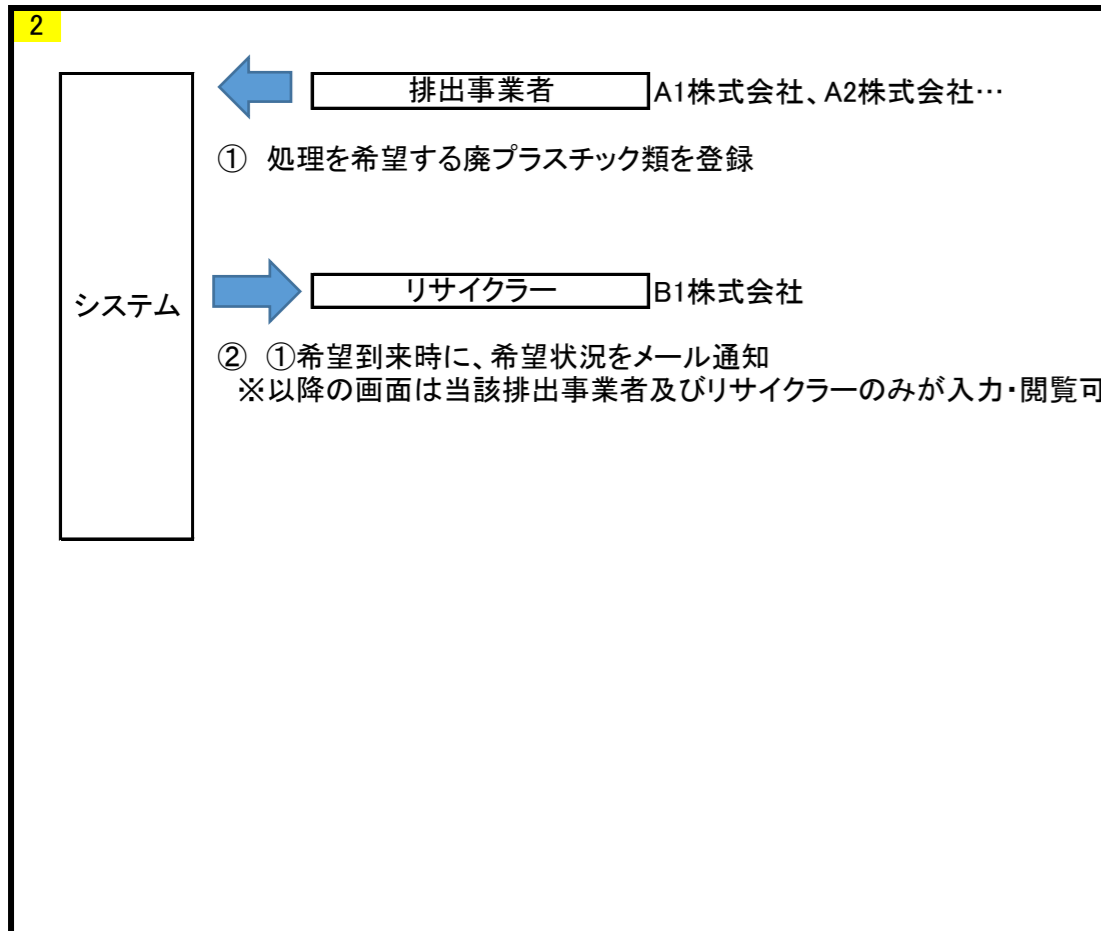 2
排出事業者 A1株式会社、A2株式会社…
① 処理を希望する廃プラスチック類を登録
システム
リサイクラー B1株式会社
② ①希望到来時に、希望状況をメール通知
※以降の画面は当該排出事業者及びリサイクラーのみが入力・閲覧可